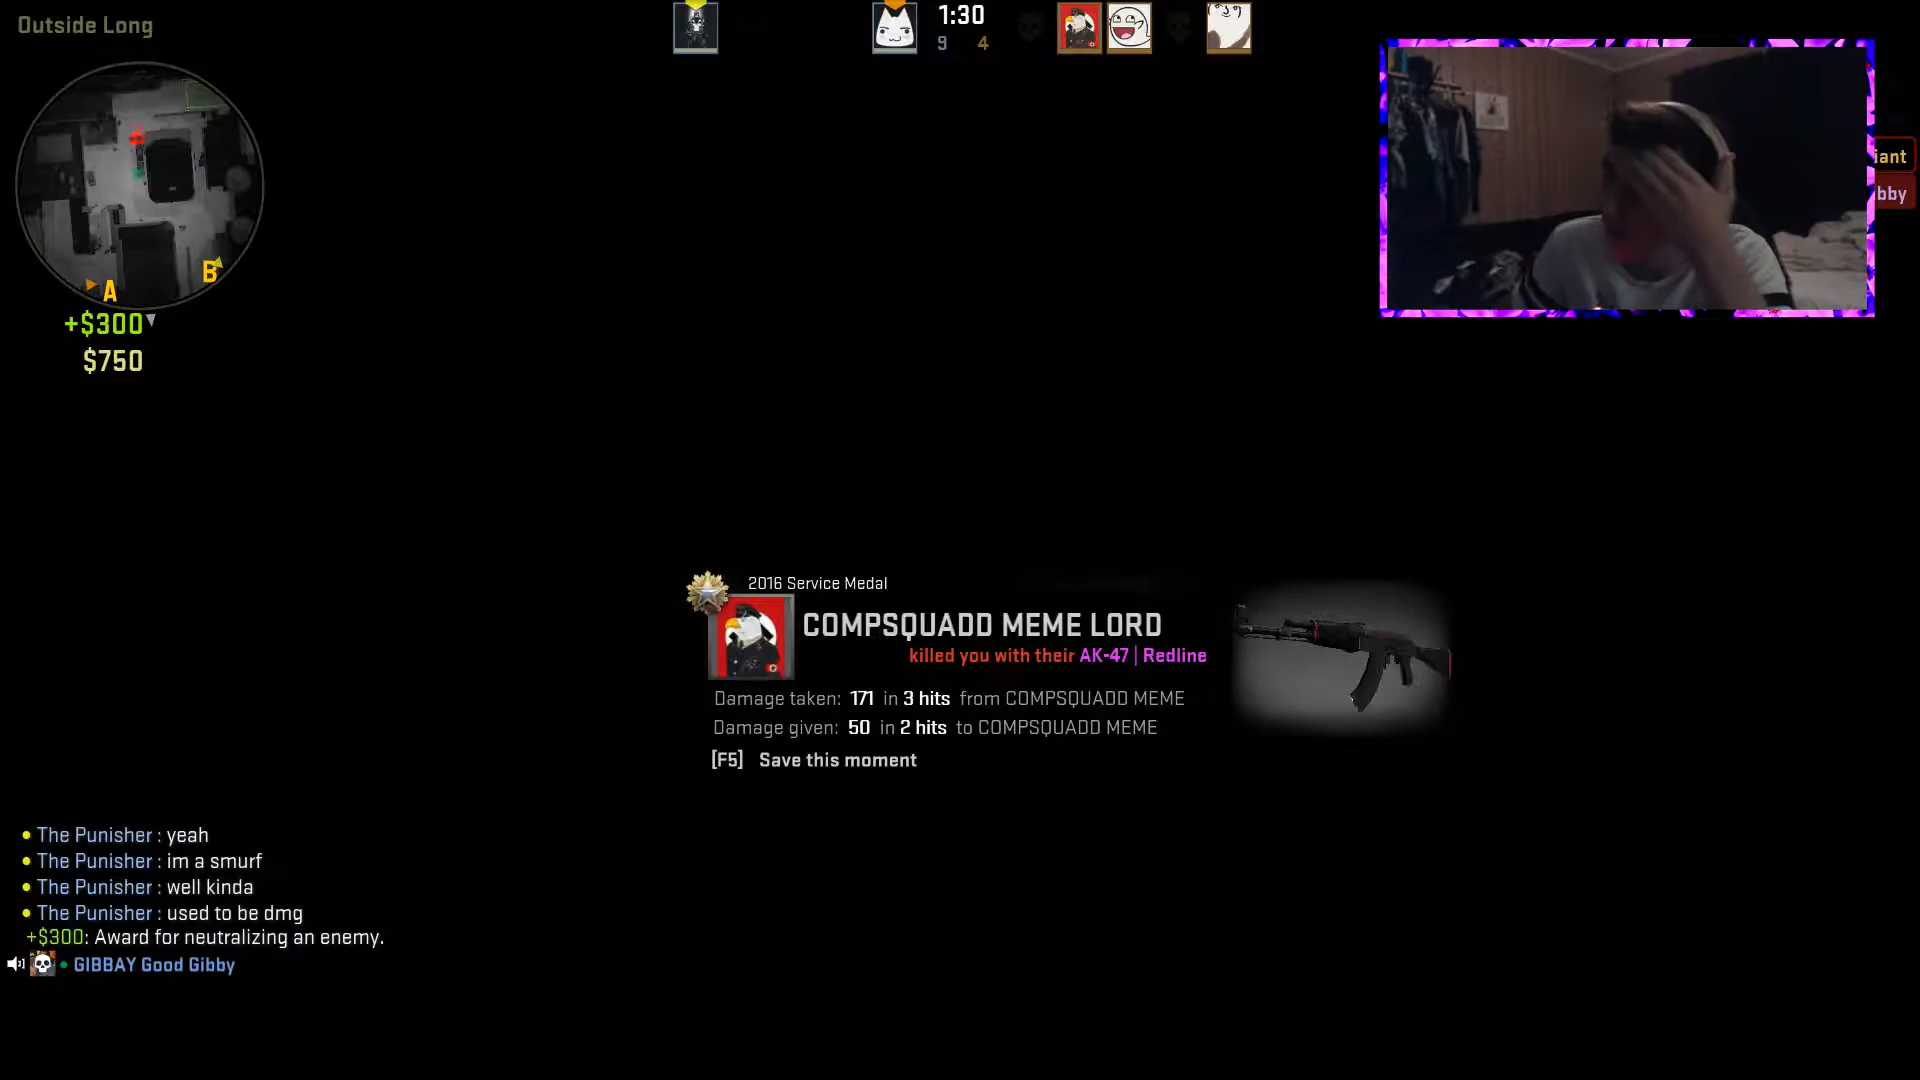 Outside Long
1:30
9 4
A
B
+$300
$750
iant
bby
2016 Service Medal
COMPSQUADD MEME LORD
killed you with their AK-47 | Redline
Damage taken: 171 in 3 hits from COMPSQUADD MEME
Damage given: 50 in 2 hits to COMPSQUADD MEME
[F5] Save this moment
The Punisher : yeah
The Punisher : im a smurf
The Punisher : well kinda
The Punisher : used to be dmg
+$300: Award for neutralizing an enemy.
GIBBAY Good Gibby